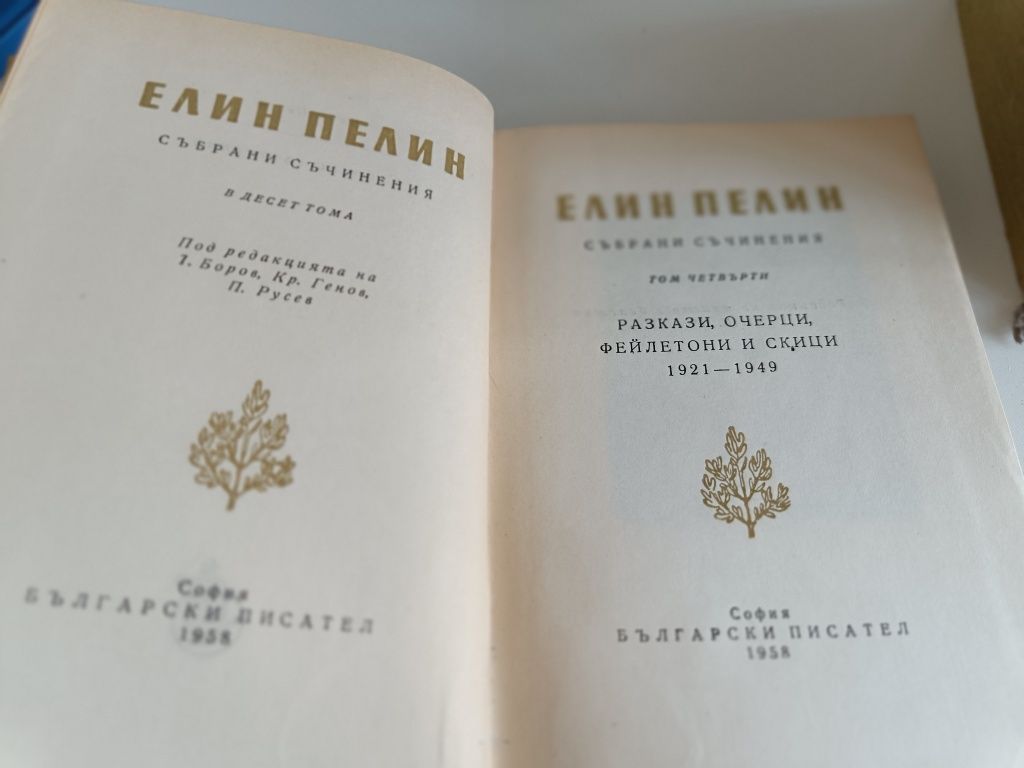 ЕЛИН ПЕЛИН
СЪБРАНИ СЪЧИНЕНИЯ
В ДЕСЕТ ТОМА
Под редакцията на
Т. Боров, Кр. Генов,
П. Русев
София
БЪЛГАРСКИ ПИСАТЕЛ
1958
ЕЛИН ПЕЛИН
СЪБРАНИ СЪЧИНЕНИЯ
ТОМ ЧЕТВЪРТИ
РАЗКАЗИ, ОЧЕРЦИ,
ФЕЙЛЕТОНИ И СКИЦИ
1921—1949
София
БЪЛГАРСКИ ПИСАТЕЛ
1958